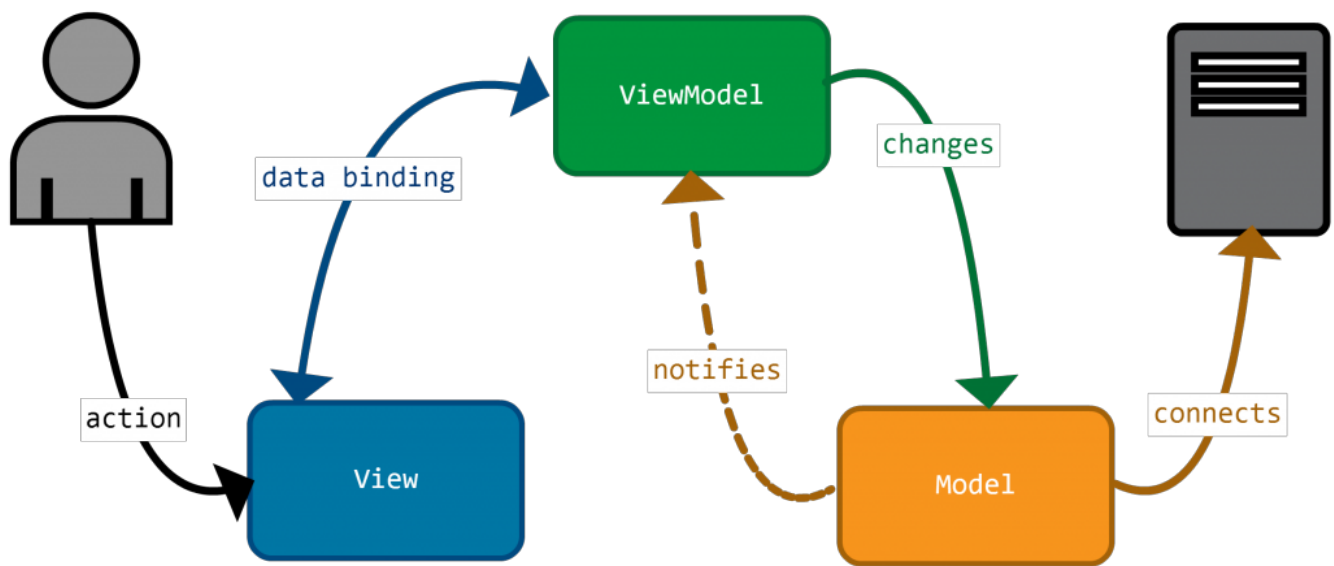 ViewModel
changes
data binding
notifies
action
connects
View
Model